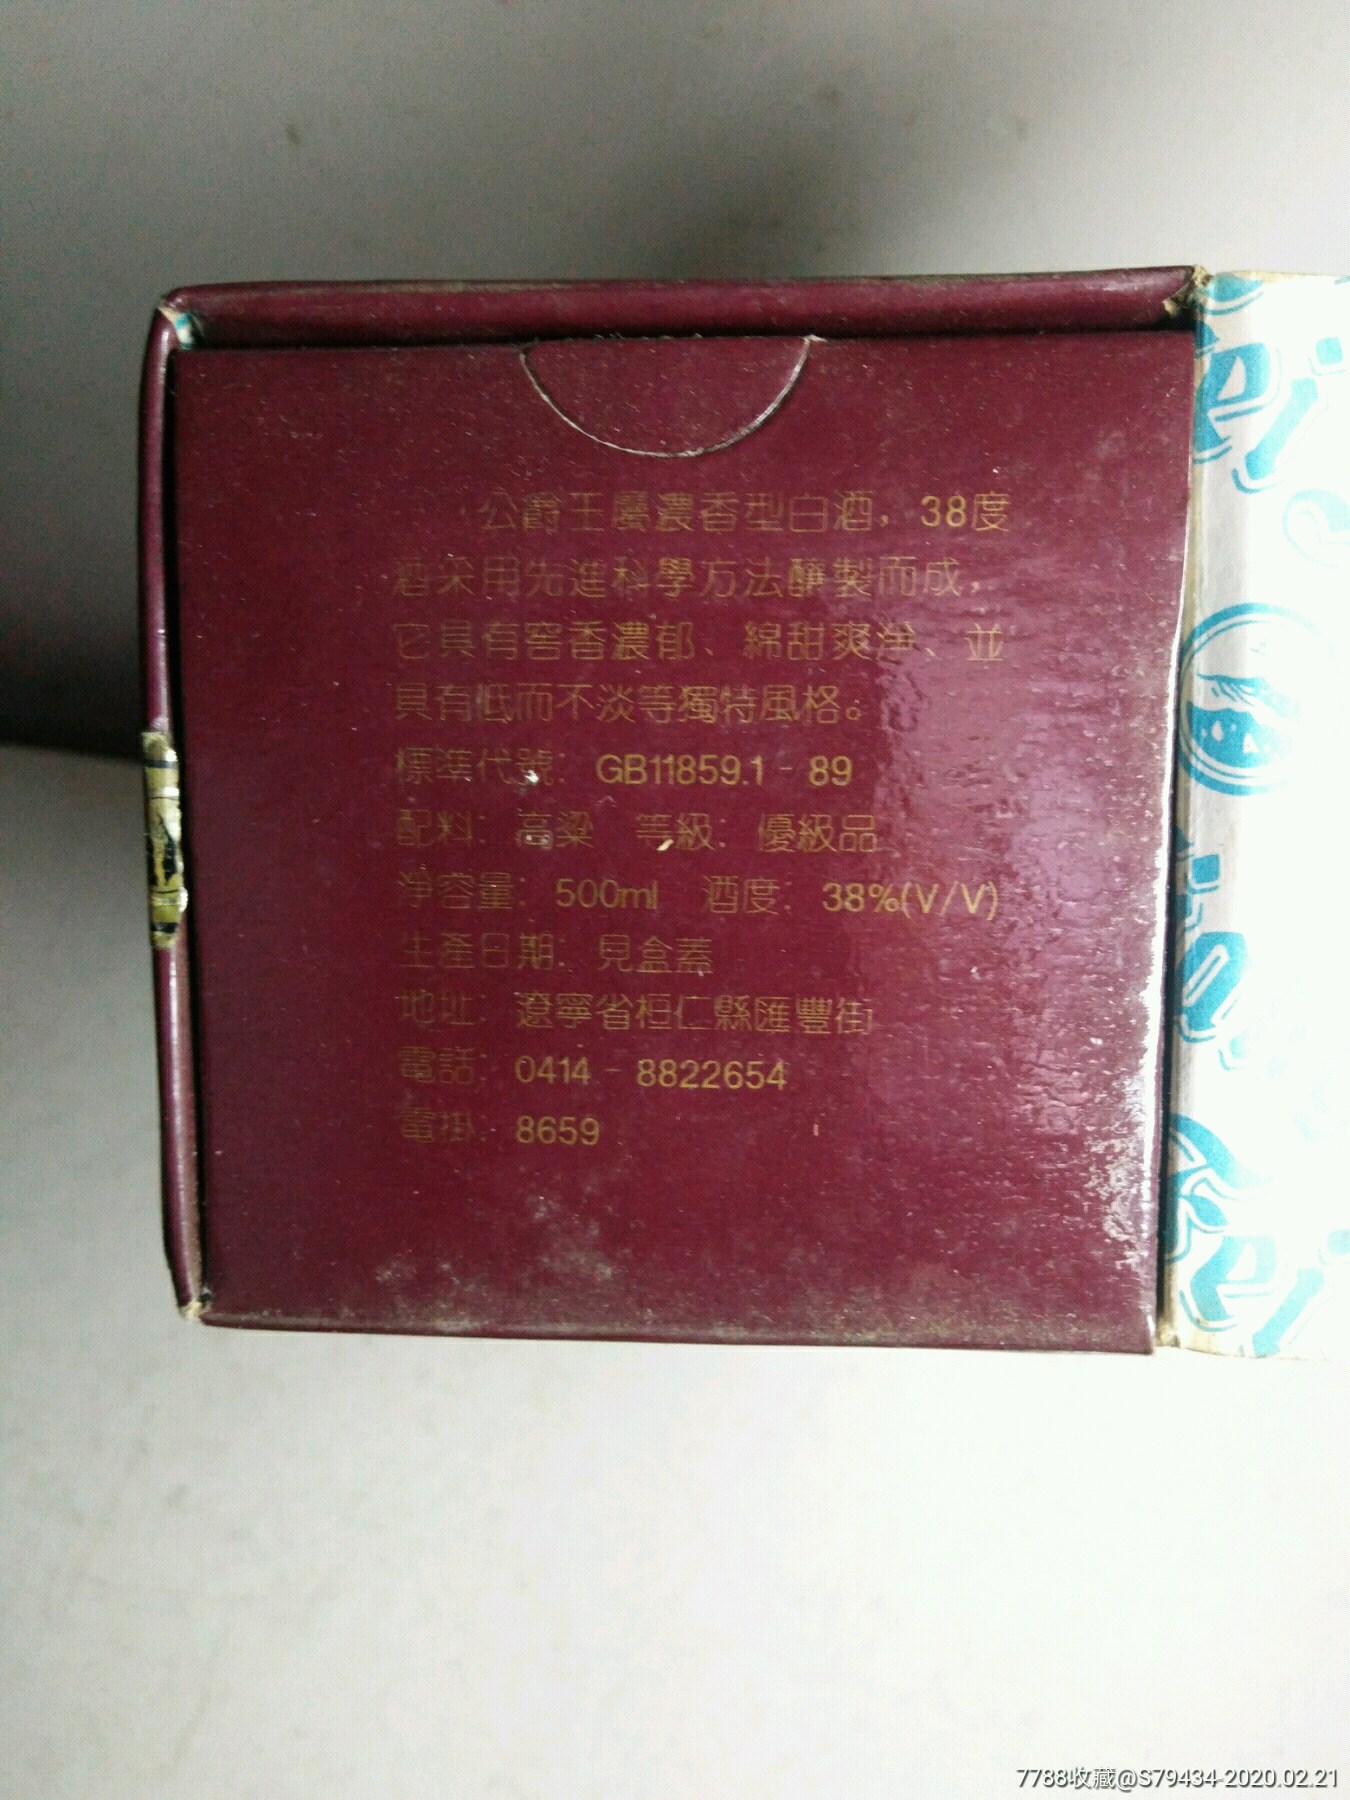 公爵王屬濃香型白酒，38度
酒采用先進科學方法釀製而成，
它具有窖香濃郁、綿甜爽淨、並
具有低而不淡等獨特風格。
標準代號：GB11859.1－89
配料：高粱　等級：優級品
淨容量：500ml　酒度：38%(V/V)
生產日期：見盒蓋
地址：遼寧省桓仁縣匯豐街
電話：0414－8822654
電掛：8659
7788收藏@S79434-2020.02.21